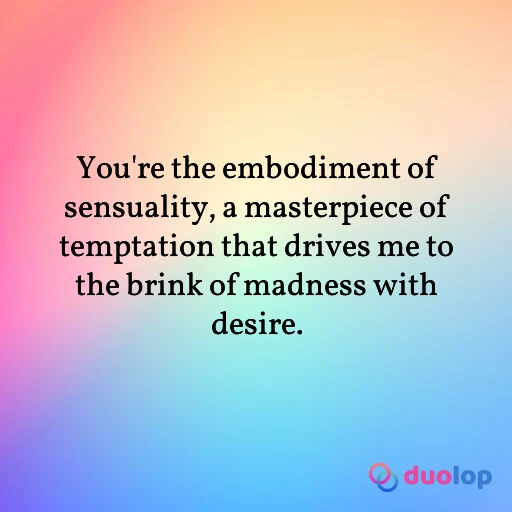 You're the embodiment of
sensuality, a masterpiece of
temptation that drives me to
the brink of madness with
desire.
duolop